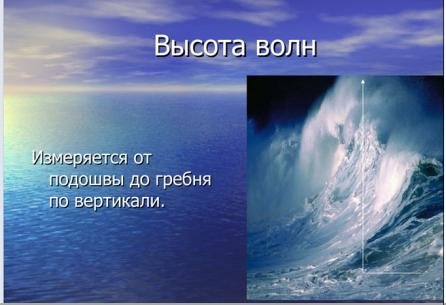 Высота волн
Измеряется от
подошвы до гребня
по вертикали.